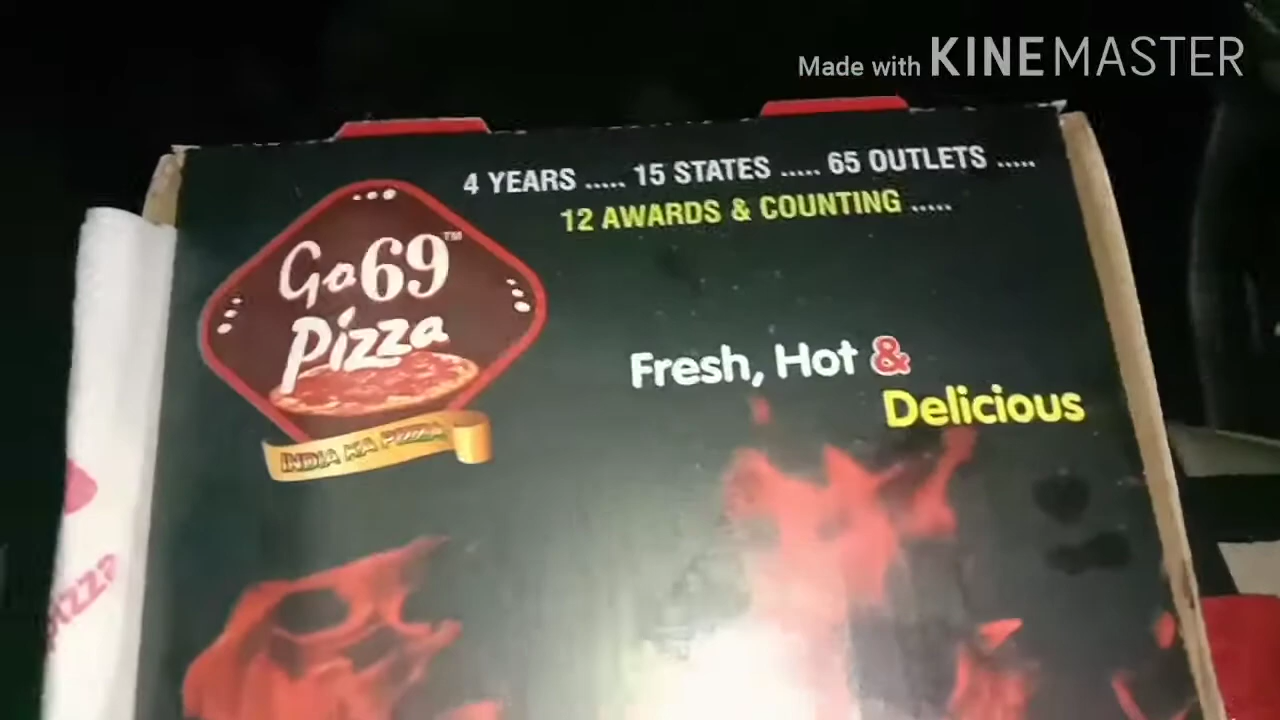 Made with KINEMASTER
4 YEARS ..... 15 STATES ..... 65 OUTLETS .....
12 AWARDS & COUNTING .....
Go69™
Pizza
INDIA KA PIZZA
Fresh, Hot &
Delicious
pizza